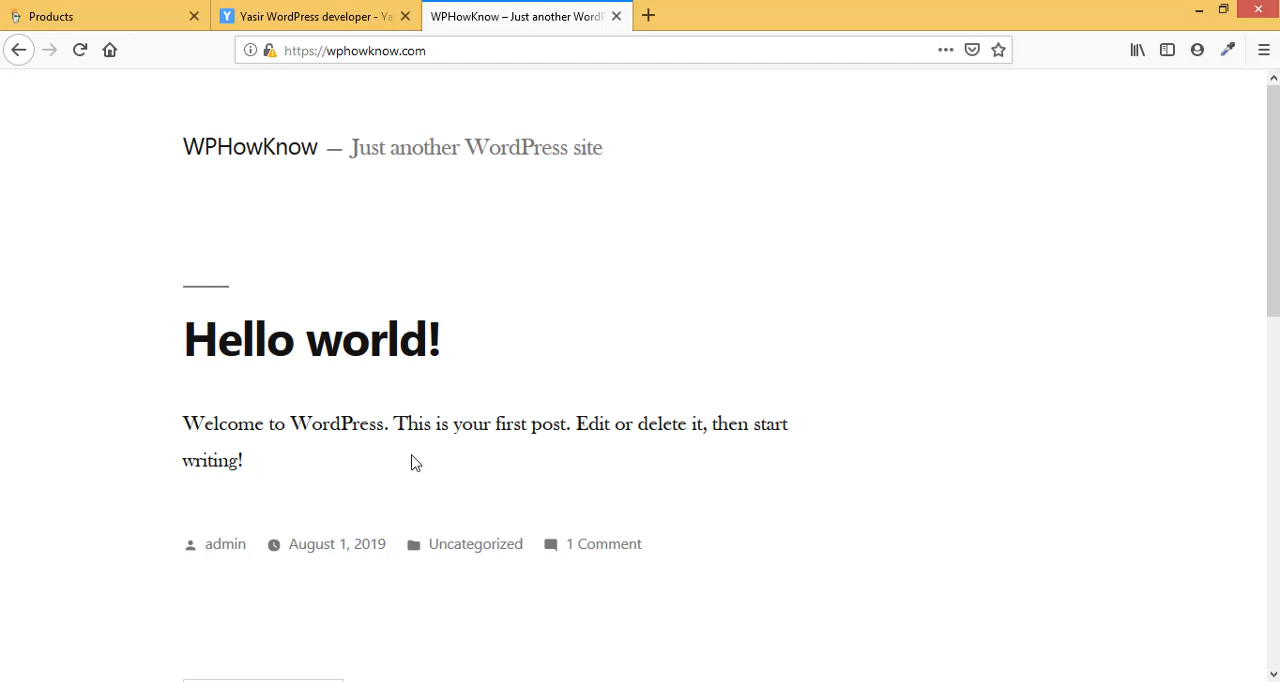 Products
Yasir WordPress developer - Ya
WPHowKnow – Just another WordP
https://wphowknow.com
WPHowKnow — Just another WordPress site
Hello world!
Welcome to WordPress. This is your first post. Edit or delete it, then start
writing!
admin
August 1, 2019
Uncategorized
1 Comment